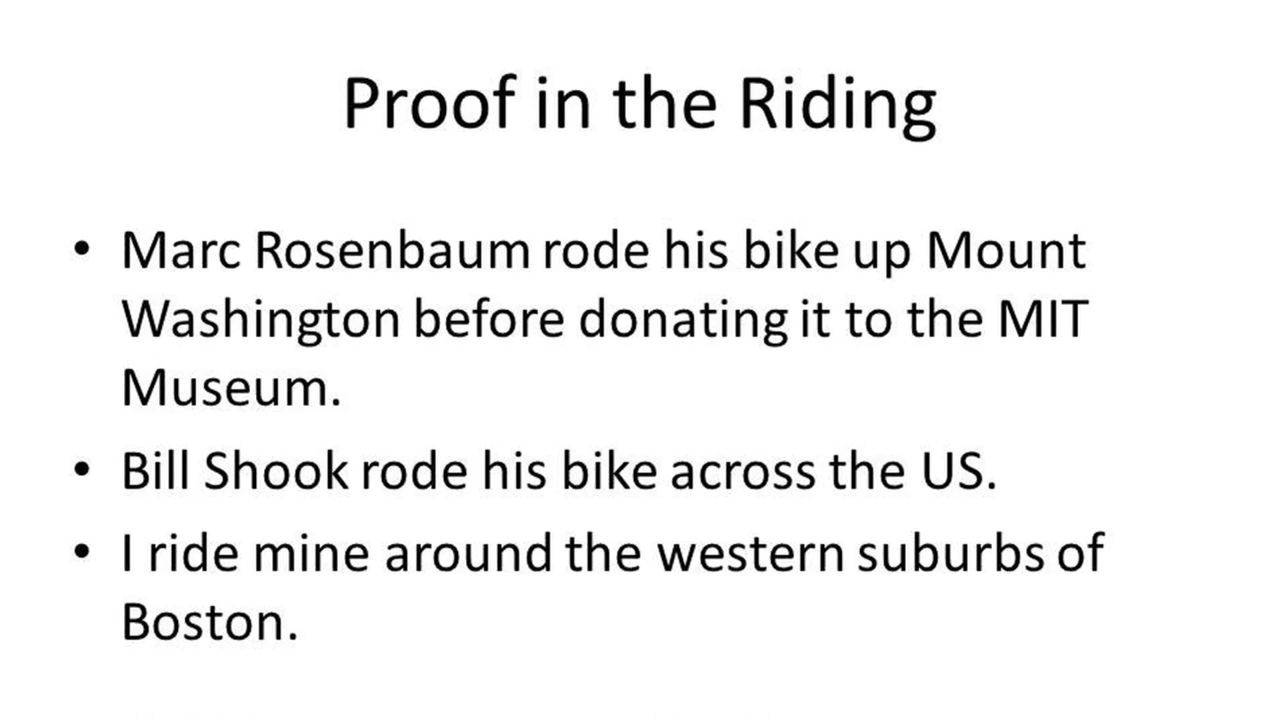 Proof in the Riding
• Marc Rosenbaum rode his bike up Mount
Washington before donating it to the MIT
Museum.
• Bill Shook rode his bike across the US.
• I ride mine around the western suburbs of
Boston.